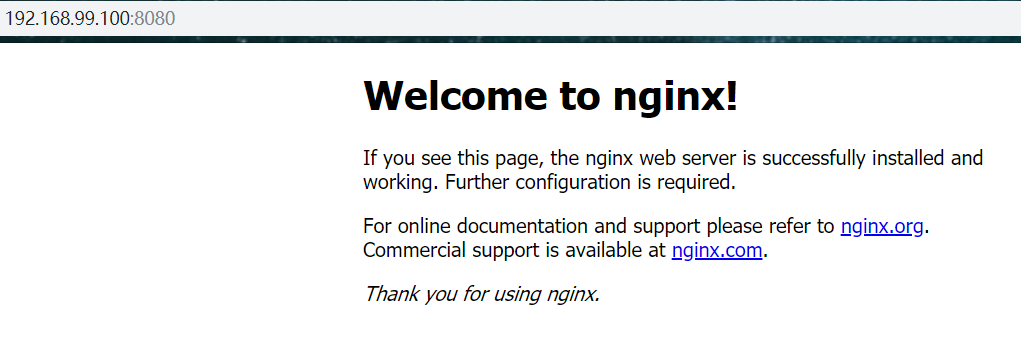 192.168.99.100:8080
Welcome to nginx!
If you see this page, the nginx web server is successfully installed and
working. Further configuration is required.
For online documentation and support please refer to nginx.org.
Commercial support is available at nginx.com.
Thank you for using nginx.